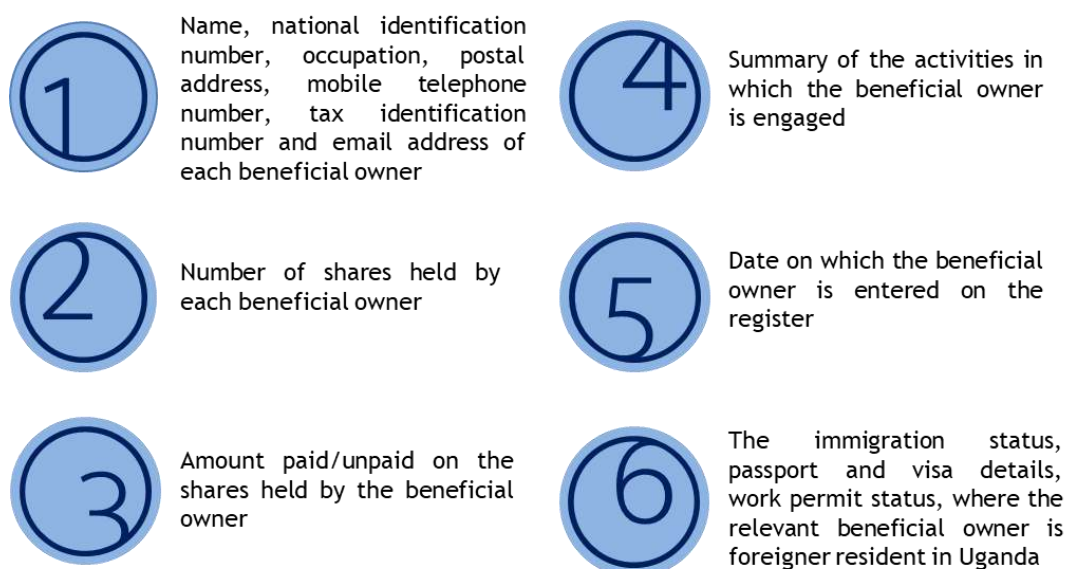 1
Name, national identification
number, occupation, postal
address, mobile telephone
number, tax identification
number and email address of
each beneficial owner
2
Number of shares held by
each beneficial owner
3
Amount paid/unpaid on the
shares held by the beneficial
owner
4
Summary of the activities in
which the beneficial owner
is engaged
5
Date on which the beneficial
owner is entered on the
register
6
The immigration status,
passport and visa details,
work permit status, where the
relevant beneficial owner is
foreigner resident in Uganda